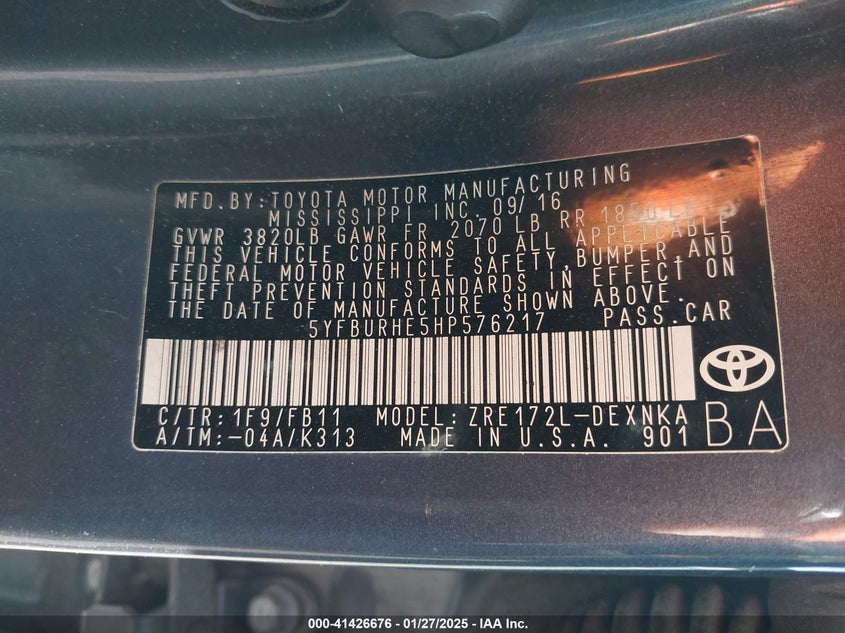 MFD. BY: TOYOTA MOTOR MANUFACTURING
MISSISSIPPI INC. 09/16
GVWR 3820LB GAWR FR 2070 LB RR 1850 LB
THIS VEHICLE CONFORMS TO ALL APPLICABLE
FEDERAL MOTOR VEHICLE SAFETY, BUMPER, AND
THEFT PREVENTION STANDARDS IN EFFECT ON
THE DATE OF MANUFACTURE SHOWN ABOVE.
5YFBURHE5HP576217 PASS. CAR
C/TR: 1F9/FB11 MODEL: ZRE172L-DEXNKA
A/TM: -04A/K313 MADE IN U.S.A. 901
BA
000-41426676 - 01/27/2025 - IAA Inc.